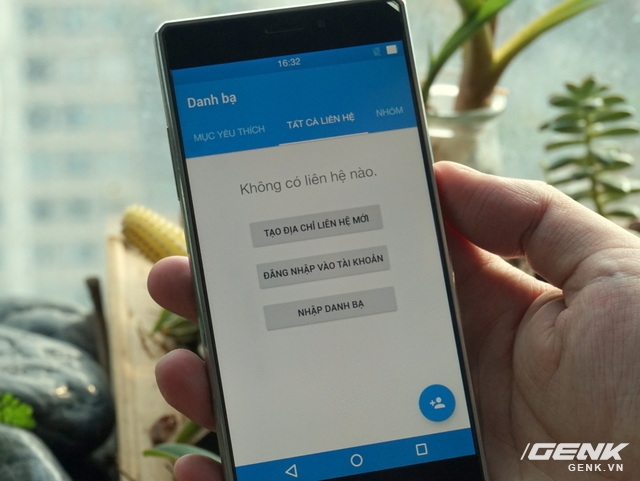 16:32
Danh bạ
MỤC YÊU THÍCH
TẤT CẢ LIÊN HỆ
NHÓM
Không có liên hệ nào.
TẠO ĐỊA CHỈ LIÊN HỆ MỚI
ĐĂNG NHẬP VÀO TÀI KHOẢN
NHẬP DANH BẠ
GENK
GENK.VN